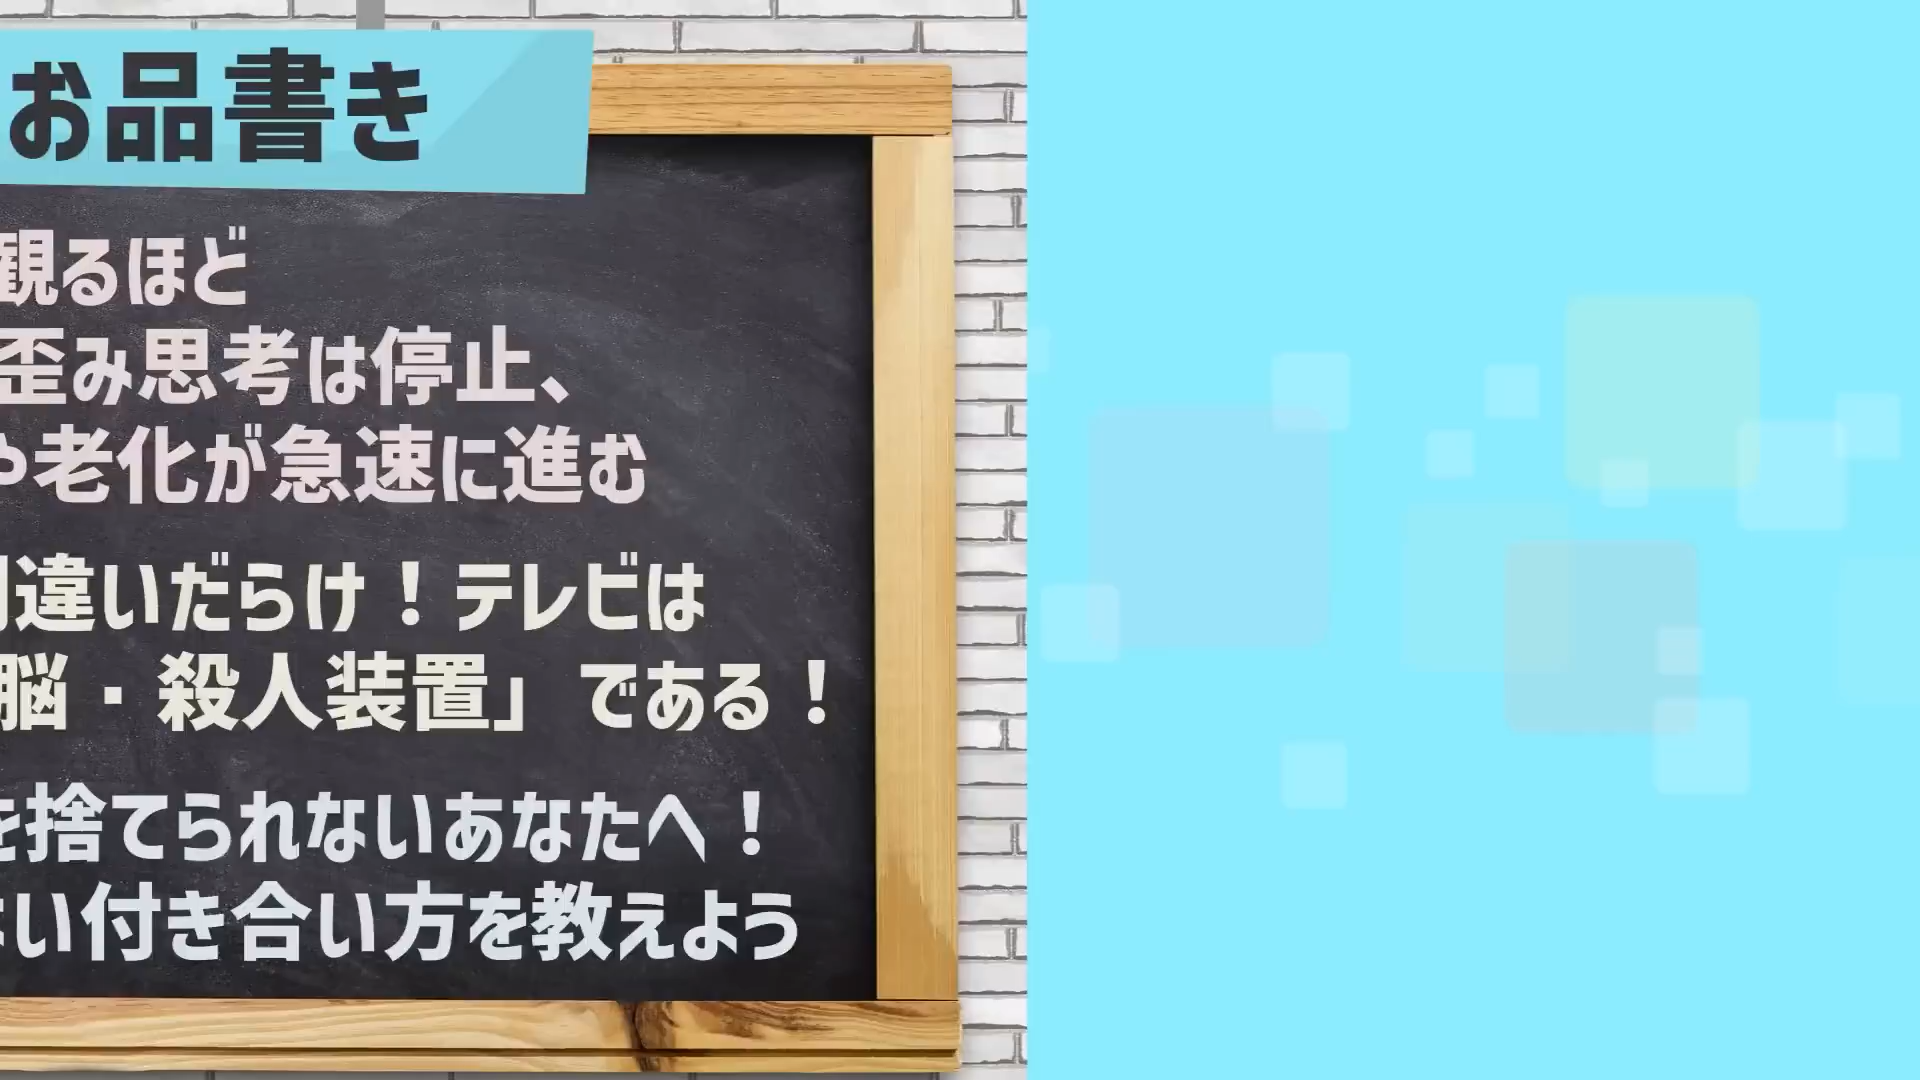 お品書き
観るほど
歪み思考は停止、
や老化が急速に進む
違いだらけ！テレビは
脳・殺人装置」である！
を捨てられないあなたへ！
い付き合い方を教えよう